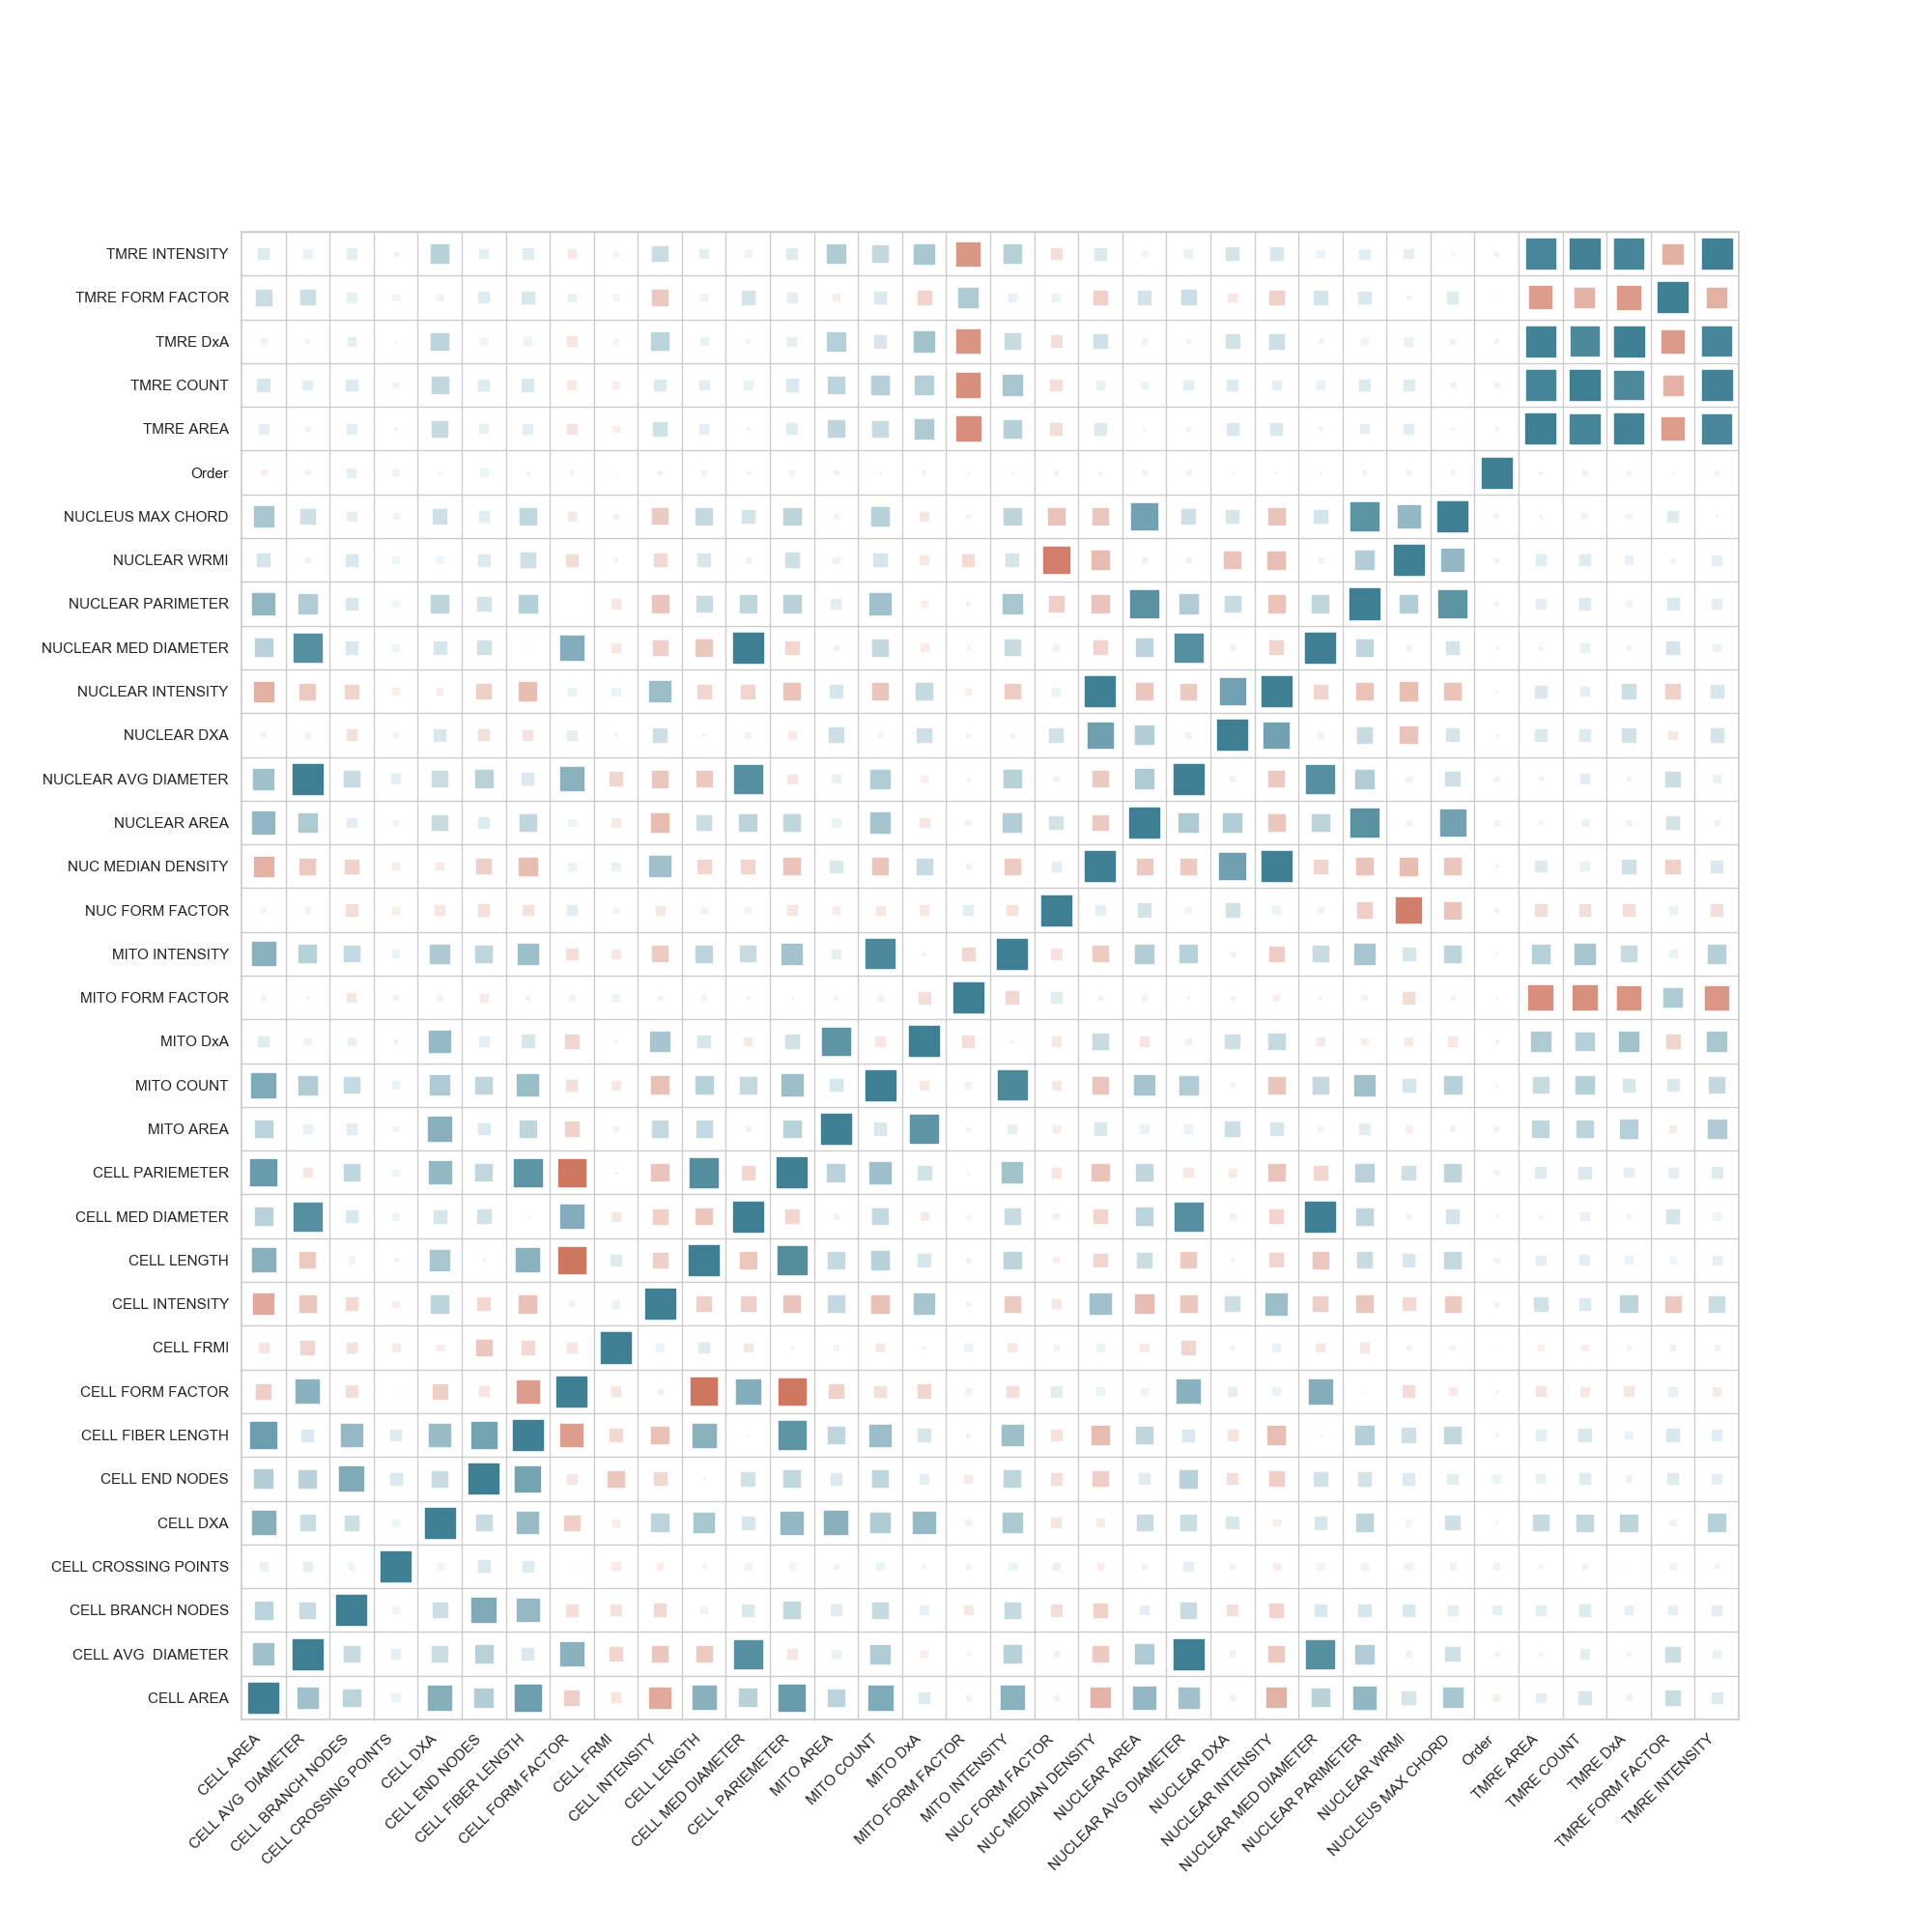 TMRE INTENSITY
TMRE FORM FACTOR
TMRE DxA
TMRE COUNT
TMRE AREA
Order
NUCLEUS MAX CHORD
NUCLEAR WRMI
NUCLEAR PARIMETER
NUCLEAR MED DIAMETER
NUCLEAR INTENSITY
NUCLEAR DXA
NUCLEAR AVG DIAMETER
NUCLEAR AREA
NUC MEDIAN DENSITY
NUC FORM FACTOR
MITO INTENSITY
MITO FORM FACTOR
MITO DxA
MITO COUNT
MITO AREA
CELL PARIEMETER
CELL MED DIAMETER
CELL LENGTH
CELL INTENSITY
CELL FRMI
CELL FORM FACTOR
CELL FIBER LENGTH
CELL END NODES
CELL DXA
CELL CROSSING POINTS
CELL BRANCH NODES
CELL AVG  DIAMETER
CELL AREA
CELL AREA
CELL AVG  DIAMETER
CELL BRANCH NODES
CELL CROSSING POINTS
CELL DXA
CELL END NODES
CELL FIBER LENGTH
CELL FORM FACTOR
CELL FRMI
CELL INTENSITY
CELL LENGTH
CELL MED DIAMETER
CELL PARIEMETER
MITO AREA
MITO COUNT
MITO DxA
MITO FORM FACTOR
MITO INTENSITY
NUC FORM FACTOR
NUC MEDIAN DENSITY
NUCLEAR AREA
NUCLEAR AVG DIAMETER
NUCLEAR DXA
NUCLEAR INTENSITY
NUCLEAR MED DIAMETER
NUCLEAR PARIMETER
NUCLEAR WRMI
NUCLEUS MAX CHORD
Order
TMRE AREA
TMRE COUNT
TMRE DxA
TMRE FORM FACTOR
TMRE INTENSITY